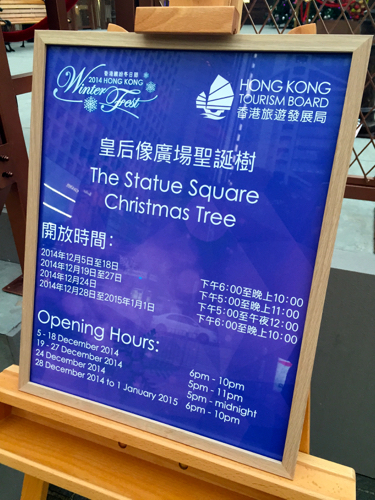 香港繽紛冬日節
2014 HONG KONG
Winter Fest
HONG KONG
TOURISM BOARD
香港旅遊發展局
皇后像廣場聖誕樹
The Statue Square
Christmas Tree
開放時間：
2014年12月5日至18日 下午6：00至晚上10：00
2014年12月19日至27日 下午5：00至晚上11：00
2014年12月24日 下午5：00至午夜12：00
2014年12月28日至2015年1月1日 下午6：00至晚上10：00
Opening Hours:
5 - 18 December 2014 6pm - 10pm
19 - 27 December 2014 5pm - 11pm
24 December 2014 5pm - midnight
28 December 2014 to 1 January 2015 6pm - 10pm